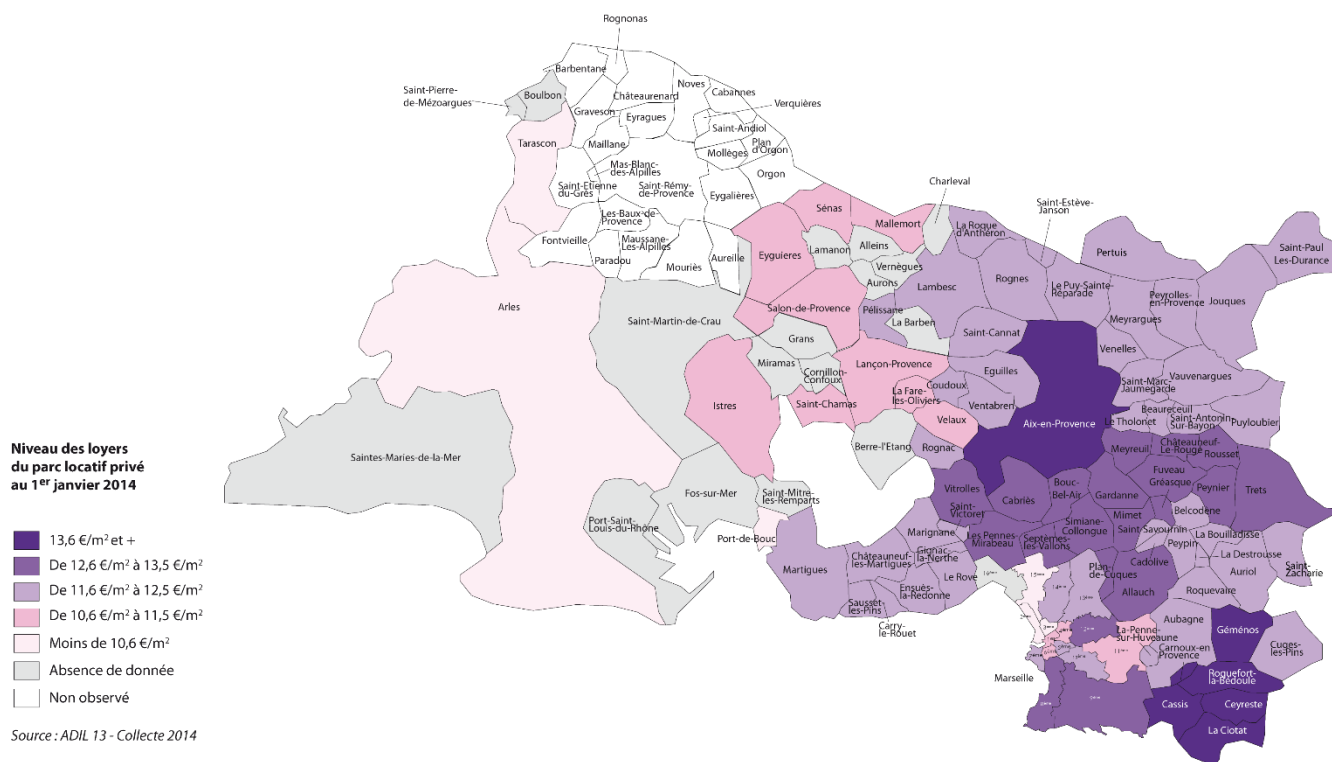 Rognonas
Barbentane
Saint-Pierre-
de-Mézoargues
Boulbon
Châteaurenard
Noves
Cabannes
Verquières
Graveson
Eyragues
Saint-Andiol
Tarascon
Maillane
Mollèges
Plan
d'Orgon
Mas-Blanc-
des-Alpilles
Orgon
Saint-Etienne
du-Grès
Saint-Rémy-
de-Provence
Eygalières
Charleval
Saint-Estève-
Janson
Sénas
Mallemort
Les-Baux-de-
Provence
La Roque
d'Anthéron
Fontvieille
Maussane-
Les-Alpilles
Paradou
Mouriès
Aureille
Eyguieres
Lamanon
Alleins
Vernègues
Aurons
Pertuis
Saint-Paul
Les-Durance
Lambesc
Rognes
Le Puy-Sainte-
Réparade
Peyrolles-
en-Provence
Jouques
Arles
Saint-Martin-de-Crau
Salon-de-Provence
Pélissane
La Barben
Meyrargues
Saint-Cannat
Grans
Venelles
Miramas
Cornillon-
Confoux
Lançon-Provence
Eguilles
Coudoux
Saint-Marc-
Jaumegarde
Vauvenargues
Istres
Saint-Chamas
La Fare-
les-Oliviers
Ventabren
Velaux
Aix-en-Provence
Beaureceuil
Le Tholonet
Saint-Antonin-
Sur-Bayon
Puyloubier
Niveau des loyers
du parc locatif privé
au 1er janvier 2014
Saintes-Maries-de-la-Mer
Berre-l'Etang
Rognac
Meyreuil
Châteauneuf-
Le-Rouge
Rousset
Fos-sur-Mer
Saint-Mitre-
les-Remparts
Vitrolles
Cabriès
Bouc-
Bel-Air
Gardanne
Fuveau
Gréasque
Peynier
Trets
Port-Saint-
Louis-du-Rhône
Saint-
Victoret
Mimet
Belcodène
Port-de-Bouc
Marignane
Les Pennes-
Mirabeau
Septèmes-
les-Vallons
Simiane-
Collongue
Saint Savournin
Peypin
La Bouilladisse
La Destrousse
Martigues
Châteauneuf-
les-Martigues
Gignac-
la-Nerthe
Ensuès-
la-Redonne
Le Rove
Plan-
de-Cuques
Cadolive
Allauch
Auriol
Saint-
Zacharie
Roquevaire
Sausset-
les-Pins
Carry-
le-Rouet
Aubagne
La-Penne-
sur-Huveaune
Carnoux-en-
Provence
Géménos
Cuges-
les-Pins
Marseille
Roquefort-
la-Bédoule
Cassis
Ceyreste
La Ciotat
13,6 €/m² et +
De 12,6 €/m² à 13,5 €/m²
De 11,6 €/m² à 12,5 €/m²
De 10,6 €/m² à 11,5 €/m²
Moins de 10,6 €/m²
Absence de donnée
Non observé
Source : ADIL 13 - Collecte 2014